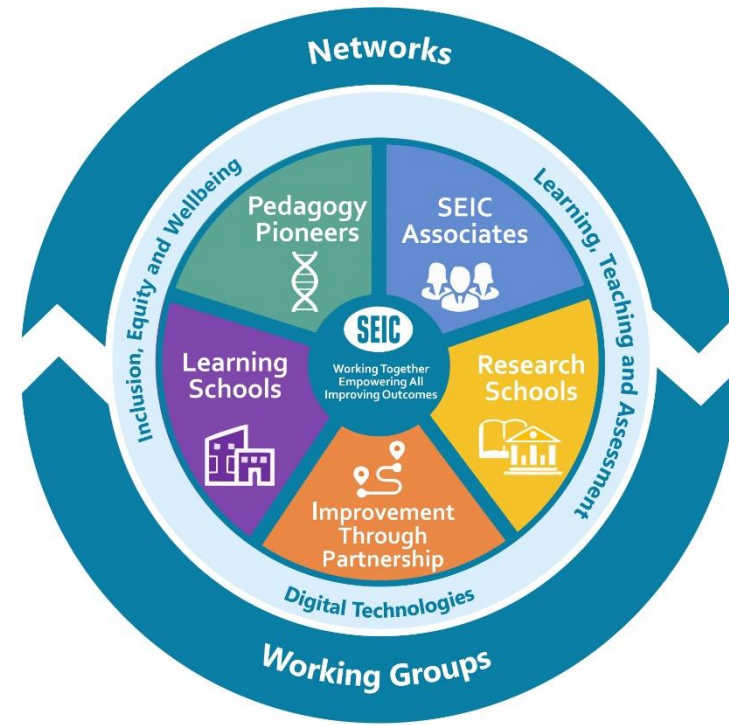 Networks
Inclusion, Equity and Wellbeing
Learning, Teaching and Assessment
Pedagogy
Pioneers
SEIC
Associates
Learning
Schools
SEIC
Working Together
Empowering All
Improving Outcomes
Research
Schools
Improvement
Through
Partnership
Digital Technologies
Working Groups